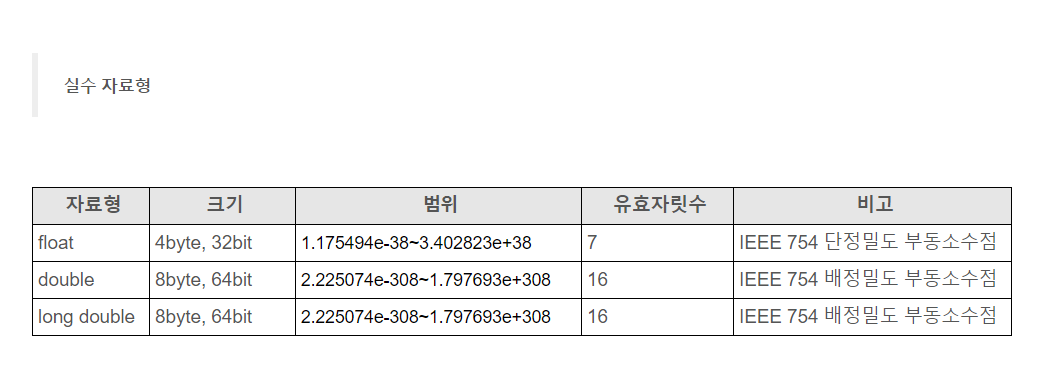 실수 자료형
자료형 크기 범위 유효자릿수 비고
float 4byte, 32bit 1.175494e-38~3.402823e+38 7 IEEE 754 단정밀도 부동소수점
double 8byte, 64bit 2.225074e-308~1.797693e+308 16 IEEE 754 배정밀도 부동소수점
long double 8byte, 64bit 2.225074e-308~1.797693e+308 16 IEEE 754 배정밀도 부동소수점